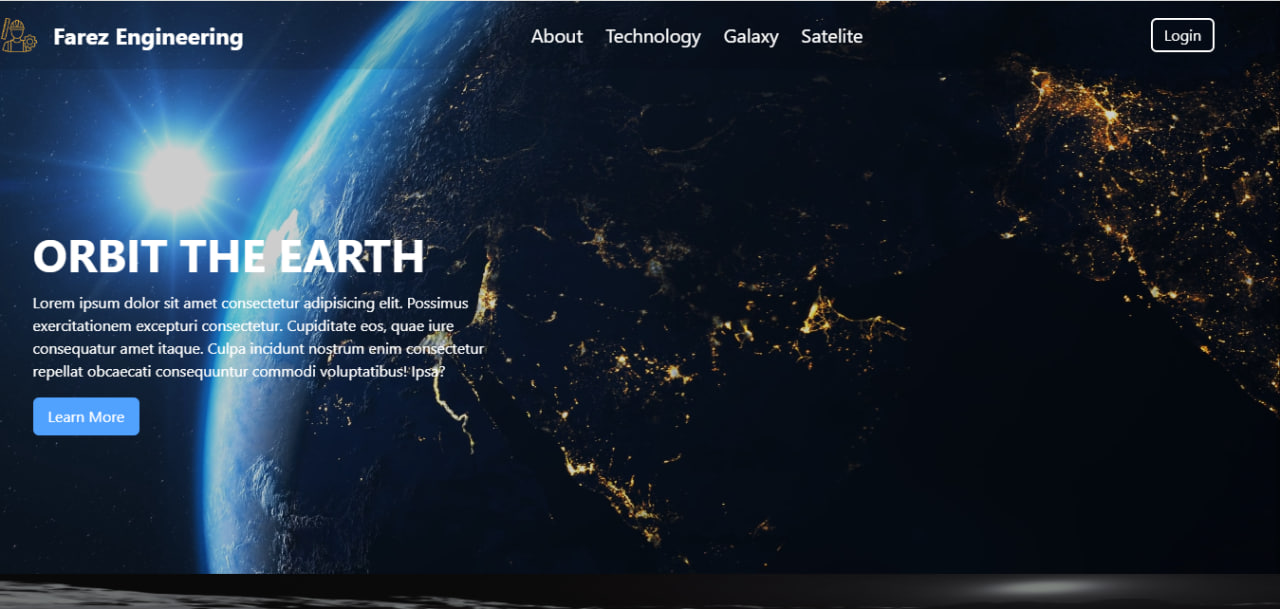 Farez Engineering
About
Technology
Galaxy
Satelite
Login
ORBIT THE EARTH
Lorem ipsum dolor sit amet consectetur adipisicing elit. Possimus
exercitationem excepturi consectetur. Cupiditate eos, quae iure
consequatur amet itaque. Culpa incidunt nostrum enim consectetur
repellat obcaecati consequuntur commodi voluptatibus! Ipsa?
Learn More